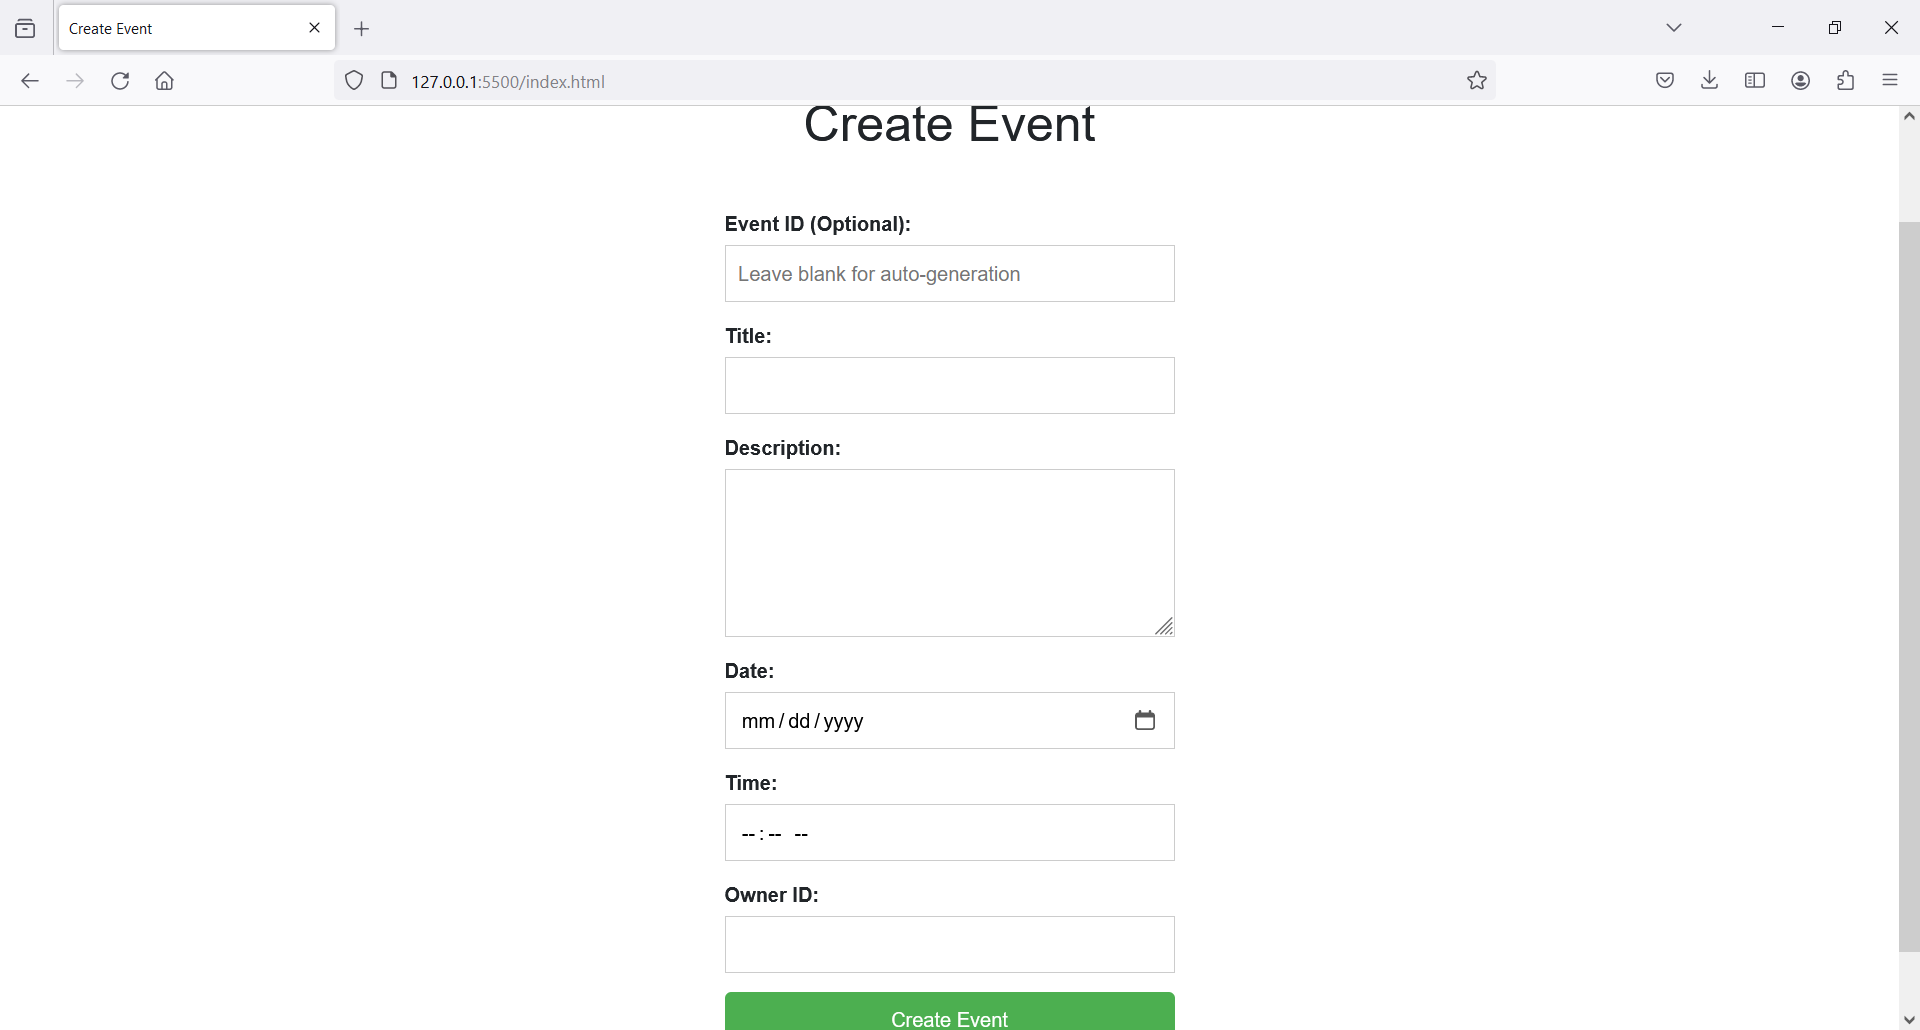 Create Event
127.0.0.1:5500/index.html
Create Event
Event ID (Optional):
Leave blank for auto-generation
Title:
Description:
Date:
mm/dd/yyyy
Time:
--:-- --
Owner ID:
Create Event